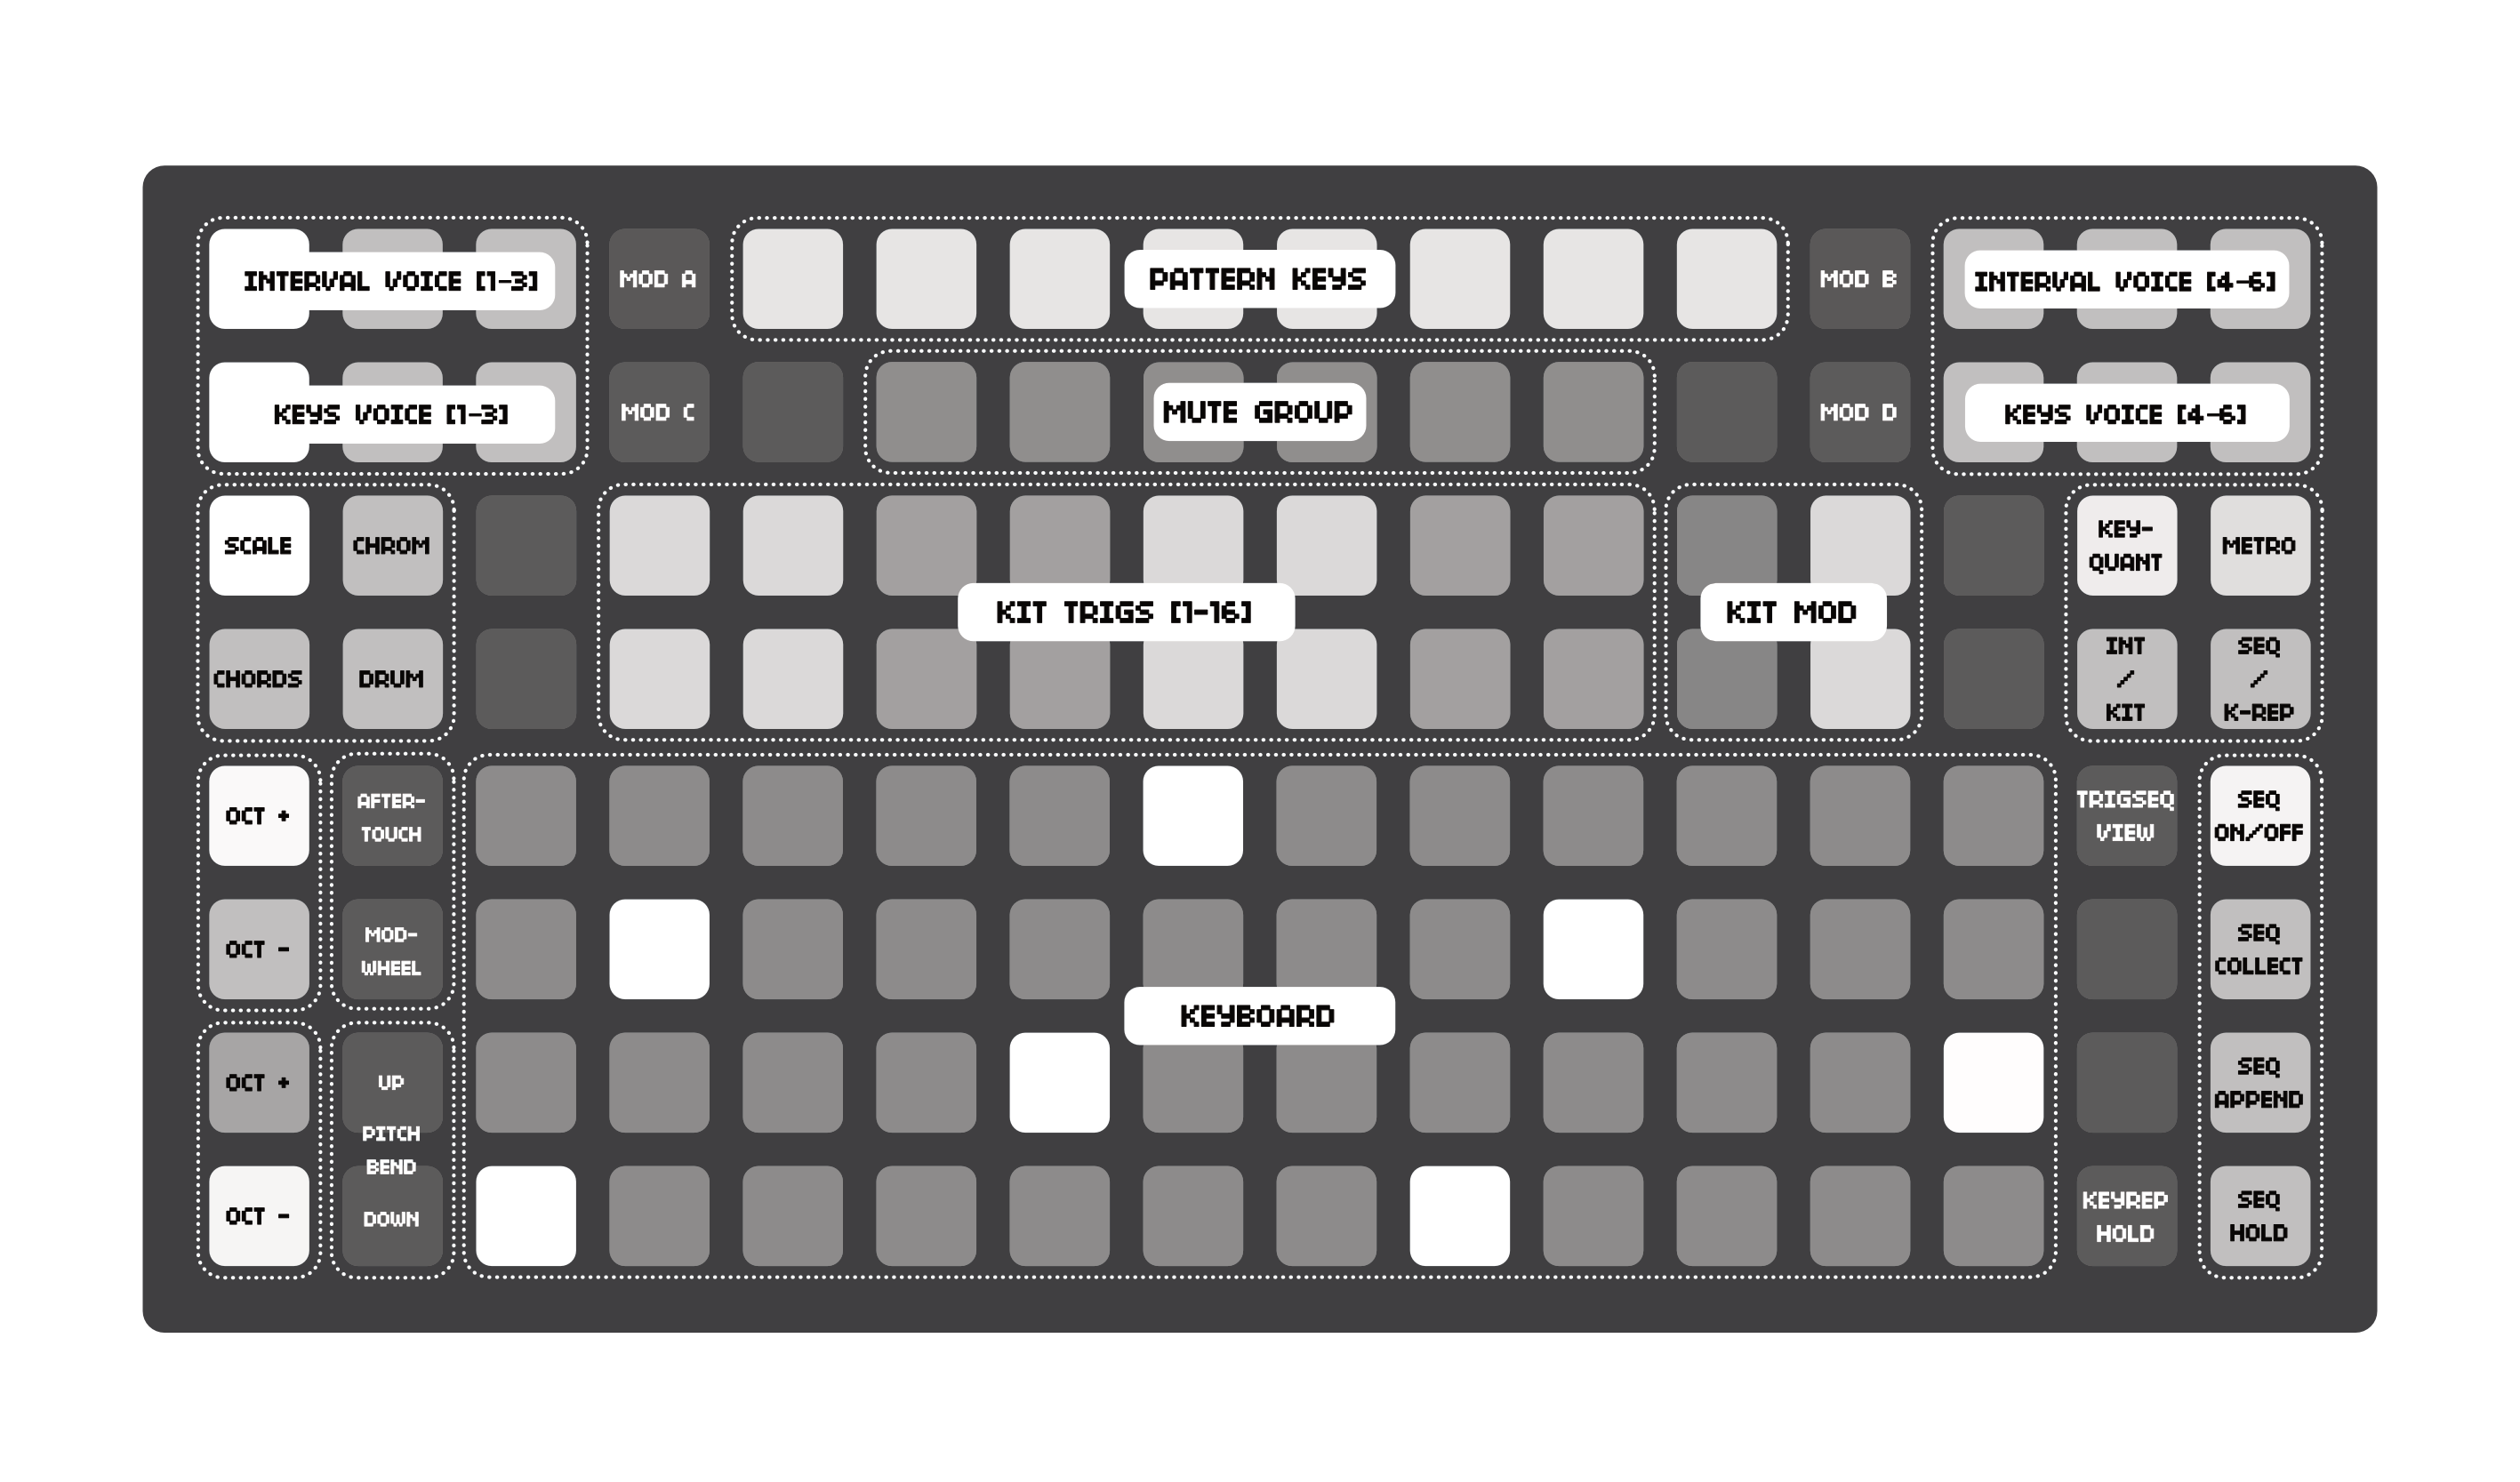 INTERVAL VOICE [1-3]
MOD A
PATTERN KEYS
MOD B
INTERVAL VOICE [4-6]
KEYS VOICE [1-3]
MOD C
MUTE GROUP
MOD D
KEYS VOICE [4-6]
SCALE
CHROM
KEY-
QUANT
METRO
KIT TRIGS [1-16]
KIT MOD
CHORDS
DRUM
INT
/
KIT
SEQ
/
K-REP
OCT +
AFTER-
TOUCH
TRIGSEQ
VIEW
SEQ
ON/OFF
OCT -
MOD-
WHEEL
SEQ
COLLECT
KEYBOARD
OCT +
UP
SEQ
APPEND
PITCH
BEND
OCT -
DOWN
KEYREP
HOLD
SEQ
HOLD